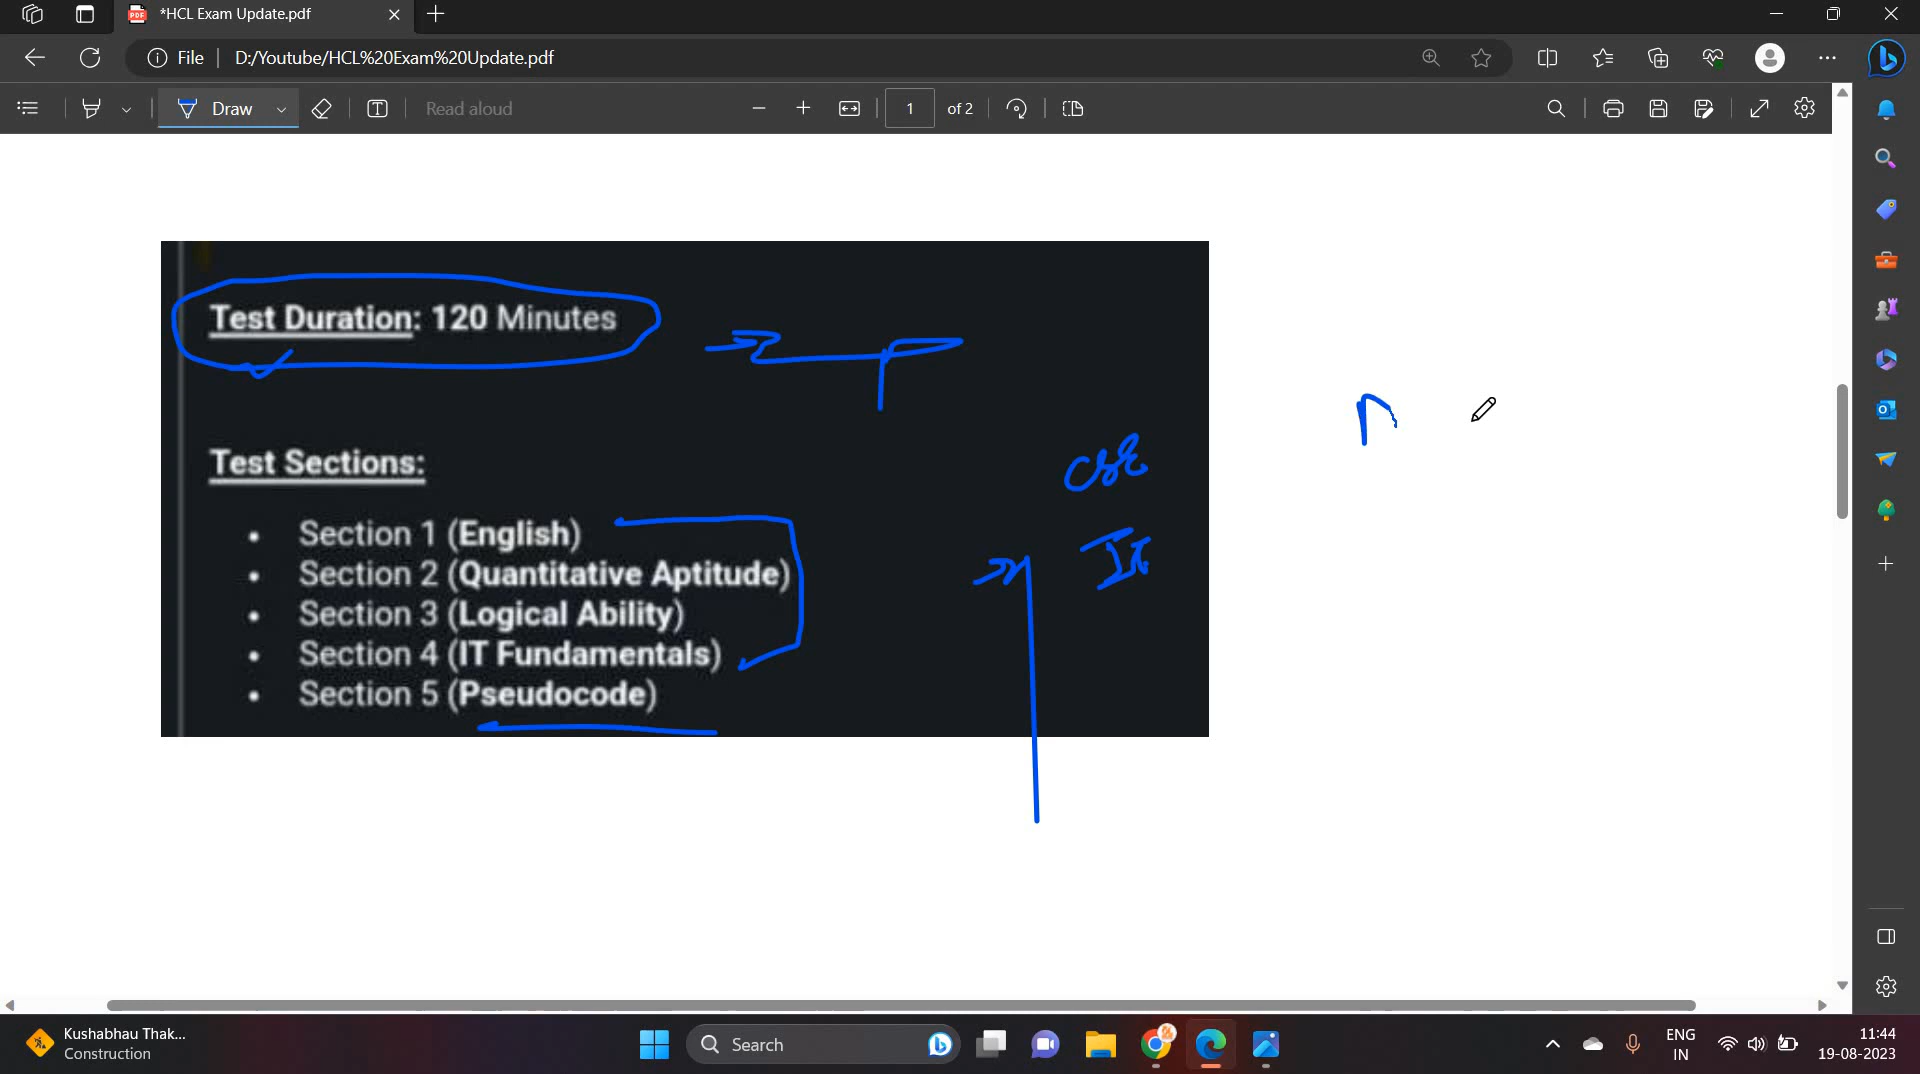 *HCL Exam Update.pdf
File
D:/Youtube/HCL%20Exam%20Update.pdf
Draw
Read aloud
1
of 2
Test Duration: 120 Minutes
Test Sections:
• Section 1 (English)
• Section 2 (Quantitative Aptitude)
• Section 3 (Logical Ability)
• Section 4 (IT Fundamentals)
• Section 5 (Pseudocode)
CSE
IT
Kushabhau Thak...
Construction
Search
ENG
IN
11:44
19-08-2023